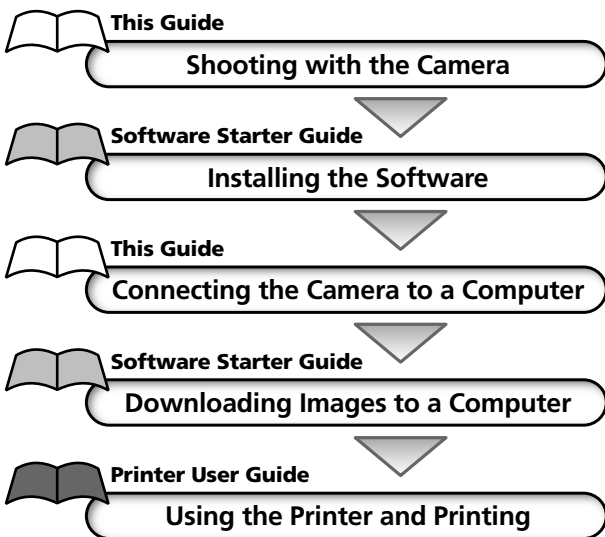 This Guide
Shooting with the Camera
Software Starter Guide
Installing the Software
This Guide
Connecting the Camera to a Computer
Software Starter Guide
Downloading Images to a Computer
Printer User Guide
Using the Printer and Printing